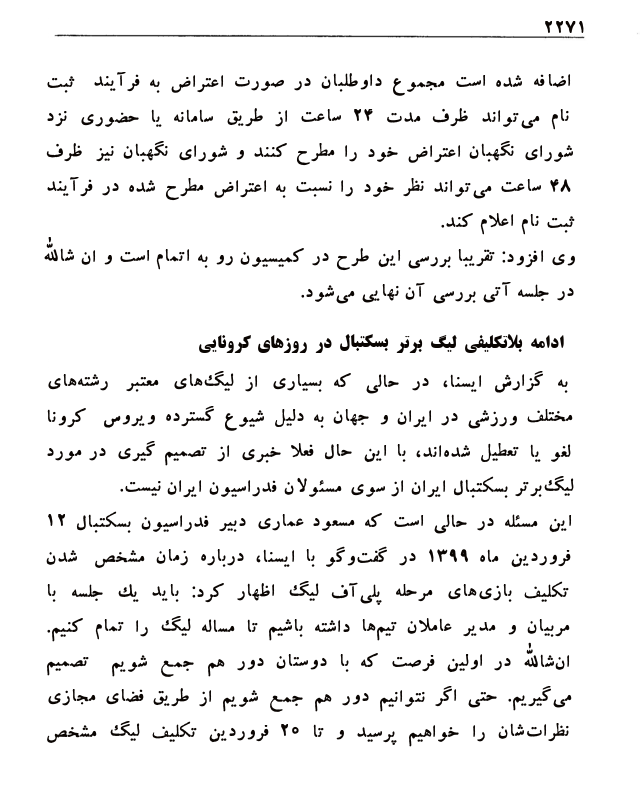 ۲۲۷۱
اضافه شده است مجموع داوطلبان در صورت اعتراض به فرآیند ثبت
نام می‌تواند ظرف مدت ۲۴ ساعت از طریق سامانه یا حضوری نزد
شورای نگهبان اعتراض خود را مطرح کنند و شورای نگهبان نیز ظرف
۴۸ ساعت می‌تواند نظر خود را نسبت به اعتراض مطرح شده در فرآیند
ثبت نام اعلام کند.
وی افزود: تقریبا بررسی این طرح در کمیسیون رو به اتمام است و ان شالله
در جلسه آتی بررسی آن نهایی می‌شود.
ادامه بلاتکلیفی لیگ برتر بسکتبال در روزهای کرونایی
به گزارش ایسنا، در حالی که بسیاری از لیگ‌های معتبر رشته‌های
مختلف ورزشی در ایران و جهان به دلیل شیوع گسترده ویروس کرونا
لغو یا تعطیل شده‌اند، با این حال فعلا خبری از تصمیم گیری در مورد
لیگ‌برتر بسکتبال ایران از سوی مسئولان فدراسیون ایران نیست.
این مسئله در حالی است که مسعود عماری دبیر فدراسیون بسکتبال ۱۲
فروردین ماه ۱۳۹۹ در گفت‌وگو با ایسنا، درباره زمان مشخص شدن
تکلیف بازی‌های مرحله پلی‌آف لیگ اظهار کرد: باید یك جلسه با
مربیان و مدیر عاملان تیم‌ها داشته باشیم تا مساله لیگ را تمام کنیم.
ان‌شالله در اولین فرصت که با دوستان دور هم جمع شویم تصمیم
می‌گیریم. حتی اگر نتوانیم دور هم جمع شویم از طریق فضای مجازی
نظرات‌شان را خواهیم پرسید و تا ۲۵ فروردین تکلیف لیگ مشخص